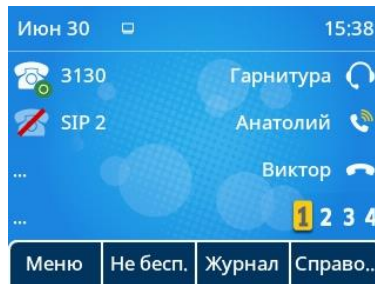 Июн 30 15:38
3130 Гарнитура
SIP 2 Анатолий
... Виктор
... 1 2 3 4
Меню Не бесп. Журнал Справо..